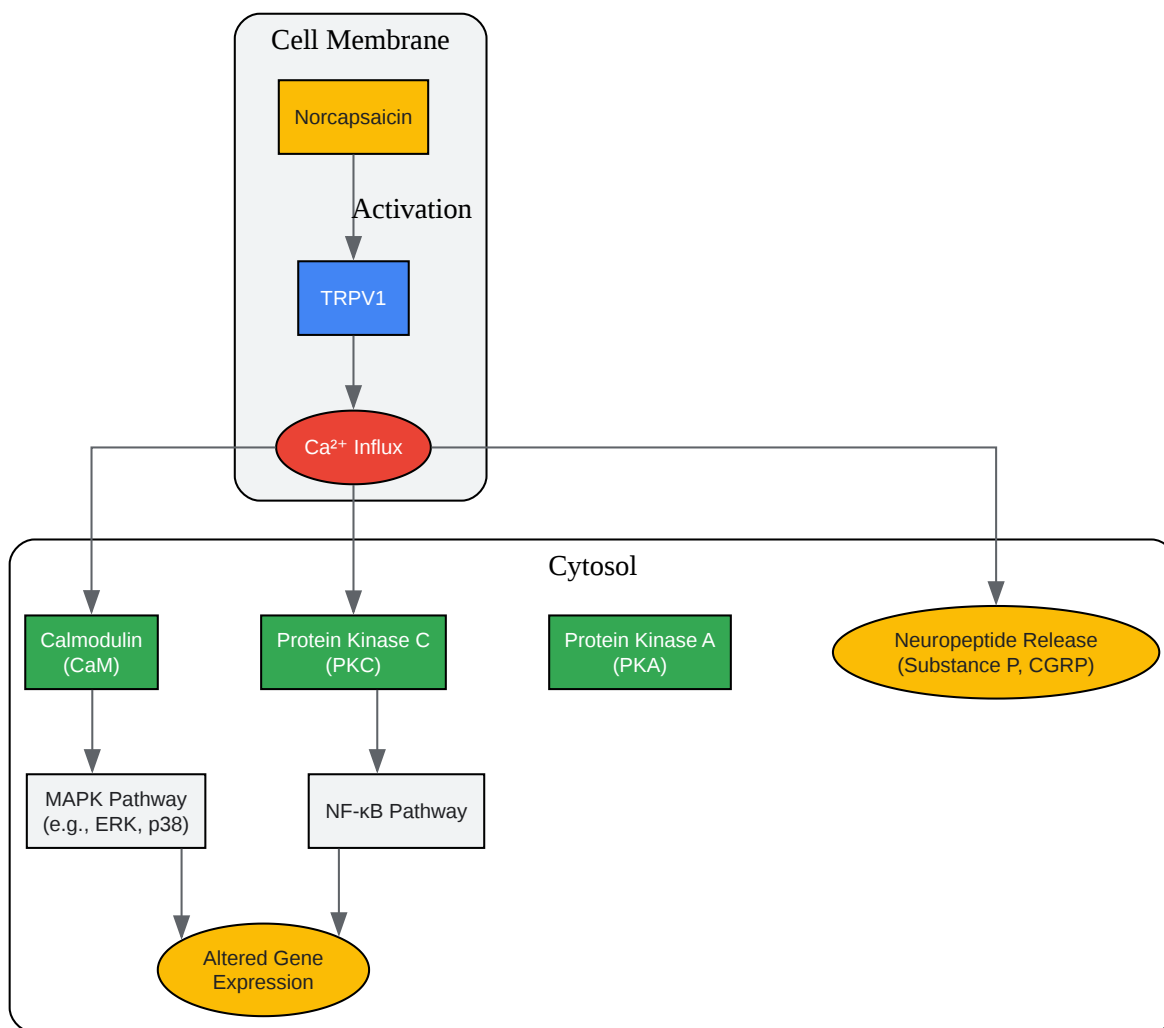 Cell Membrane
Norcapsaicin
Activation
TRPV1
Ca²⁺ Influx
Cytosol
Calmodulin
(CaM)
Protein Kinase C
(PKC)
Protein Kinase A
(PKA)
Neuropeptide Release
(Substance P, CGRP)
MAPK Pathway
(e.g., ERK, p38)
NF-κB Pathway
Altered Gene
Expression